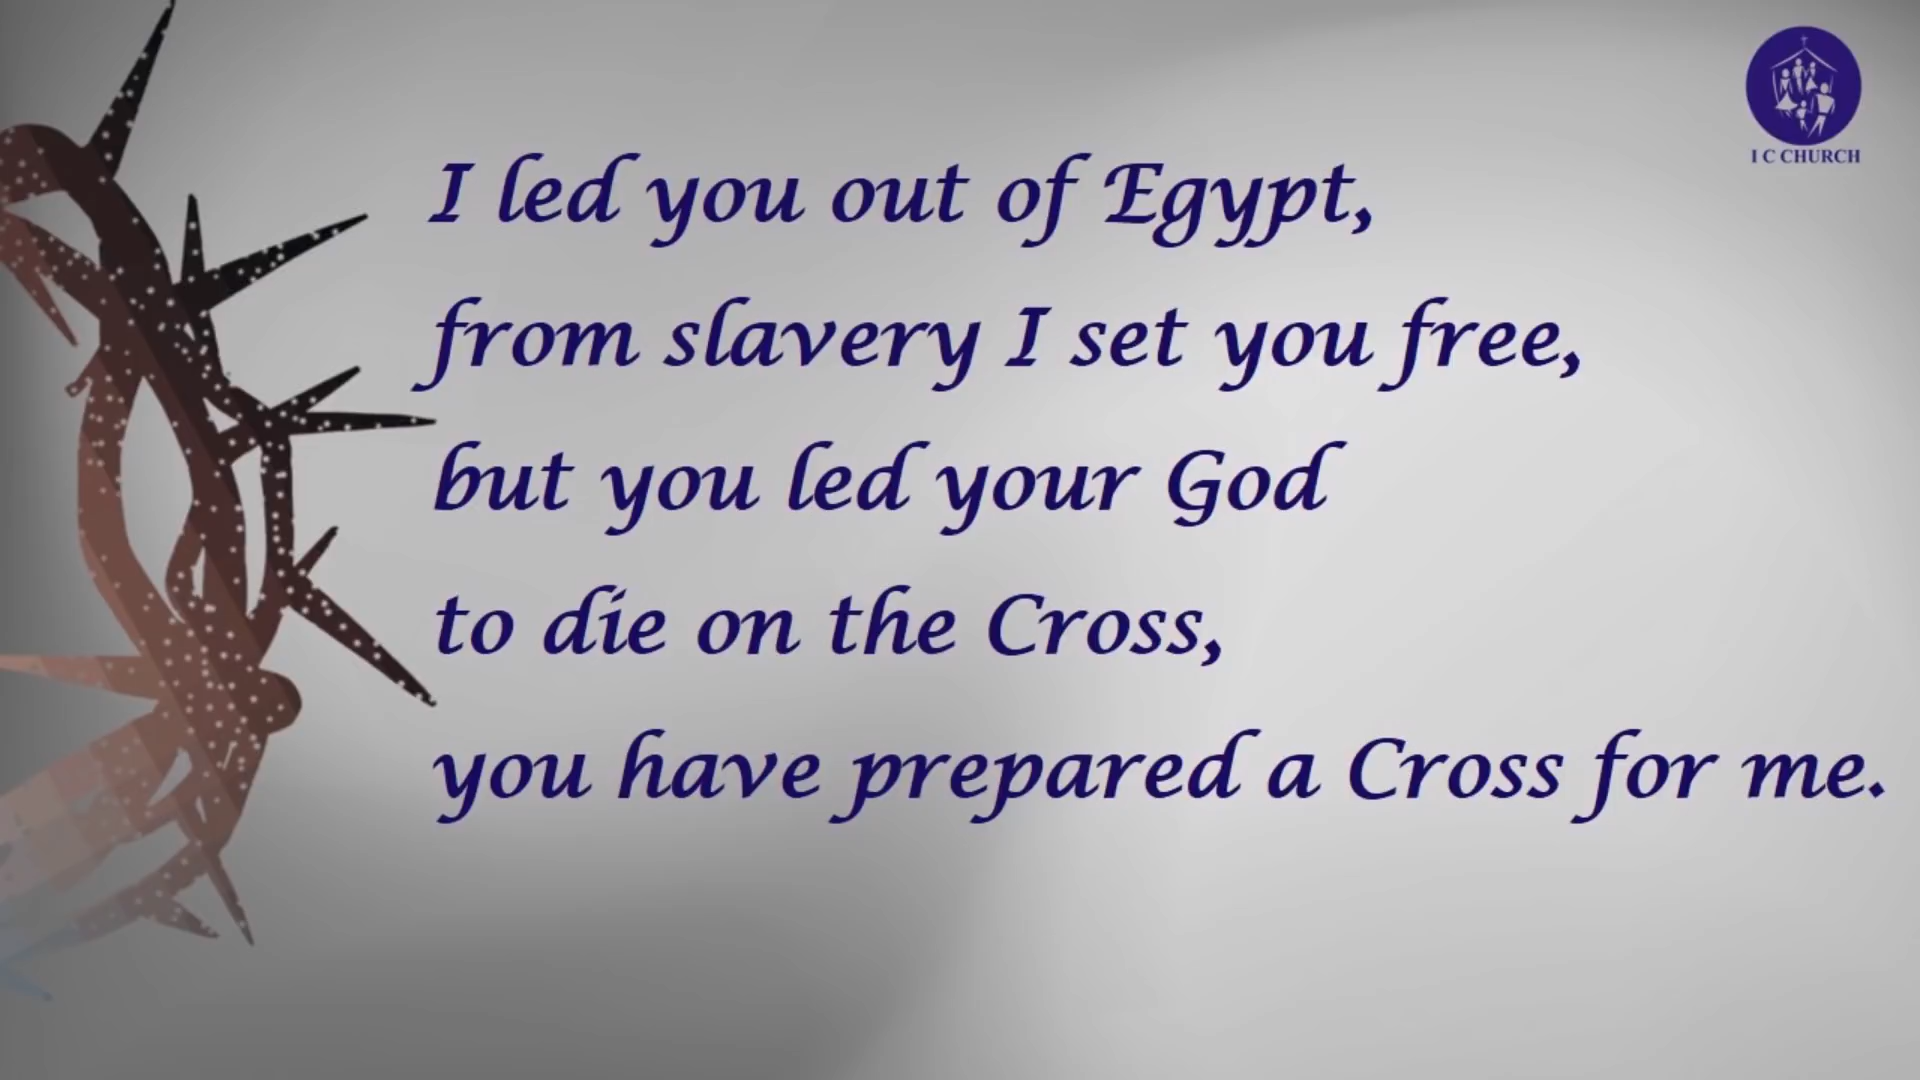 I C CHURCH
I led you out of Egypt,
from slavery I set you free,
but you led your God
to die on the Cross,
you have prepared a Cross for me.